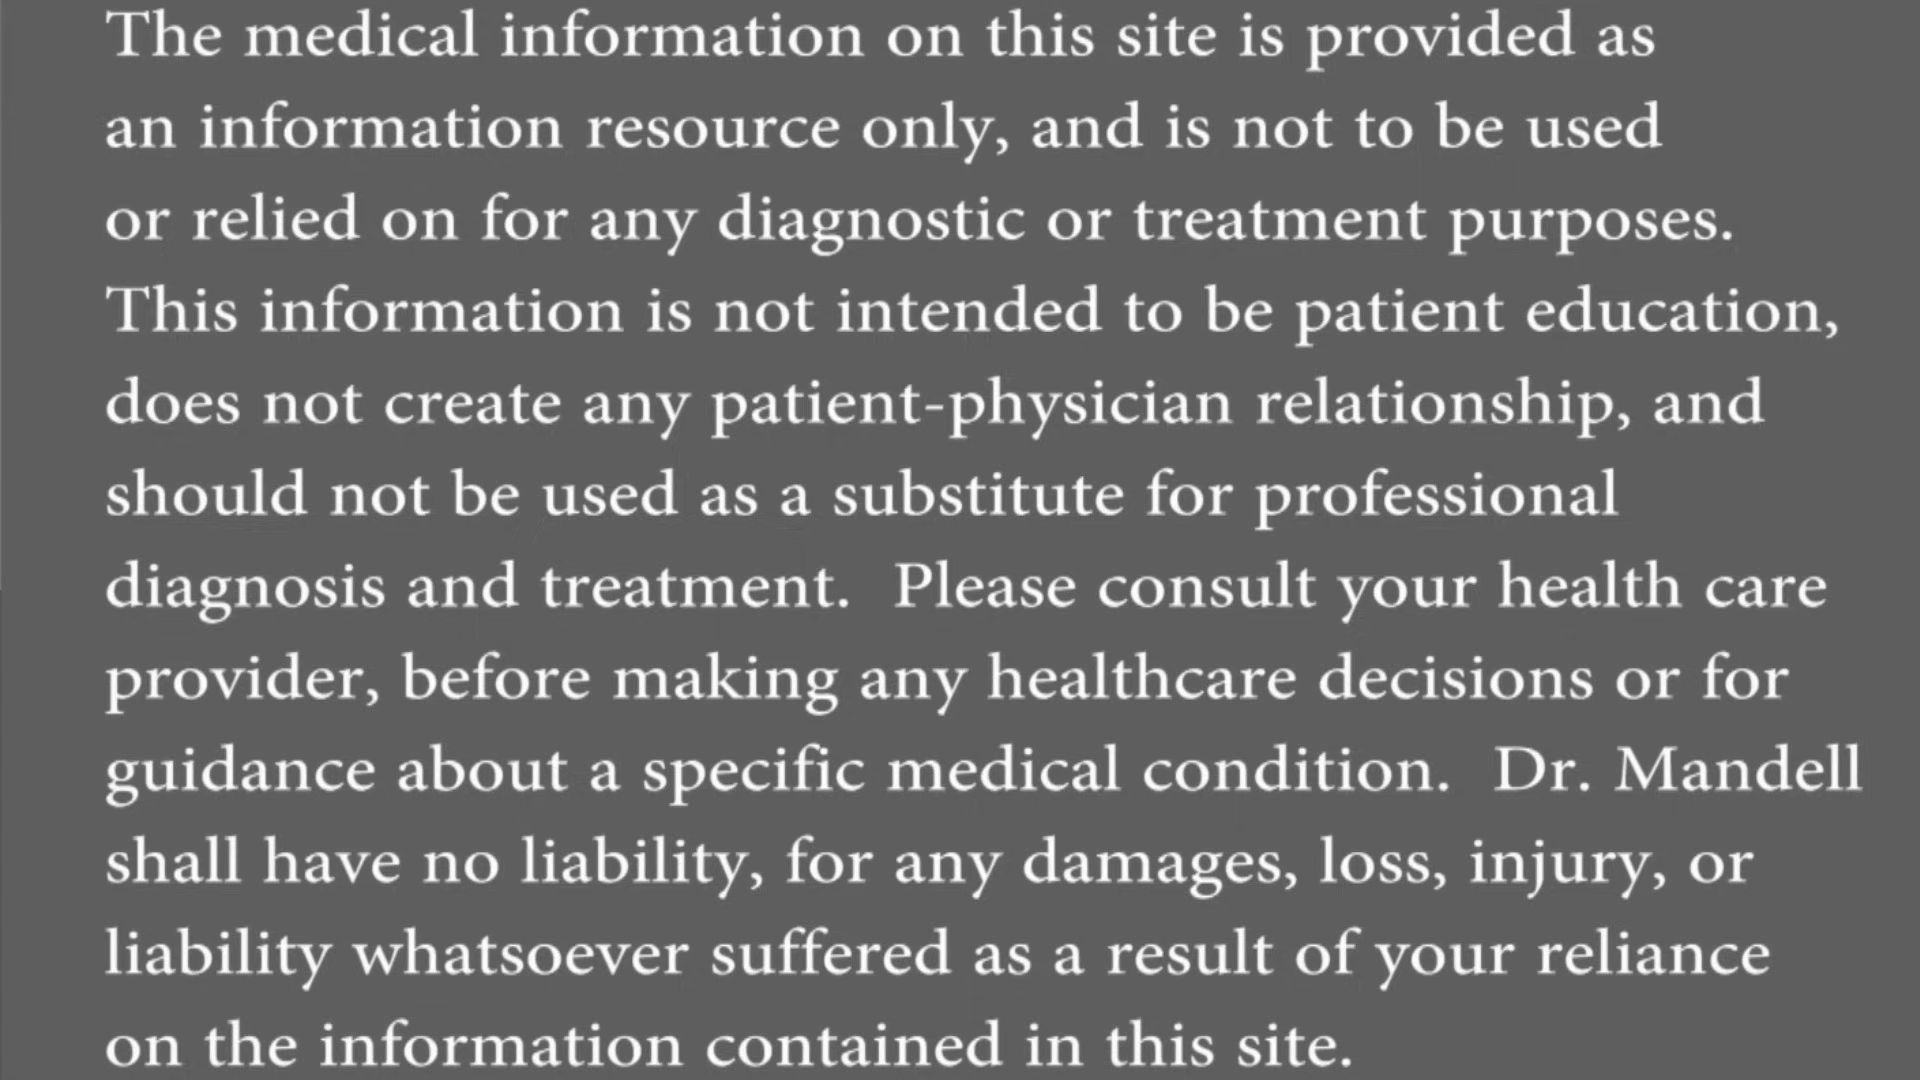 The medical information on this site is provided as
an information resource only, and is not to be used
or relied on for any diagnostic or treatment purposes.
This information is not intended to be patient education,
does not create any patient-physician relationship, and
should not be used as a substitute for professional
diagnosis and treatment.  Please consult your health care
provider, before making any healthcare decisions or for
guidance about a specific medical condition.  Dr. Mandell
shall have no liability, for any damages, loss, injury, or
liability whatsoever suffered as a result of your reliance
on the information contained in this site.